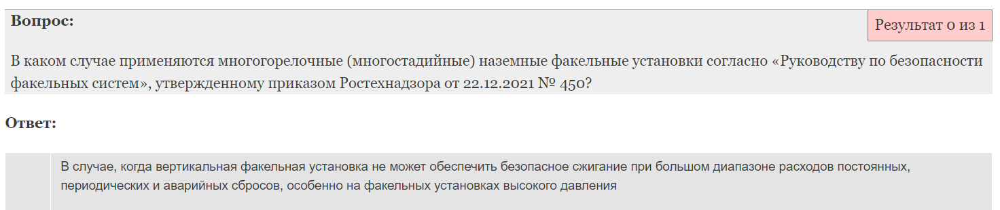 Вопрос:
Результат 0 из 1
В каком случае применяются многогорелочные (многостадийные) наземные факельные установки согласно «Руководству по безопасности
факельных систем», утвержденному приказом Ростехнадзора от 22.12.2021 № 450?
Ответ:
В случае, когда вертикальная факельная установка не может обеспечить безопасное сжигание при большом диапазоне расходов постоянных,
периодических и аварийных сбросов, особенно на факельных установках высокого давления